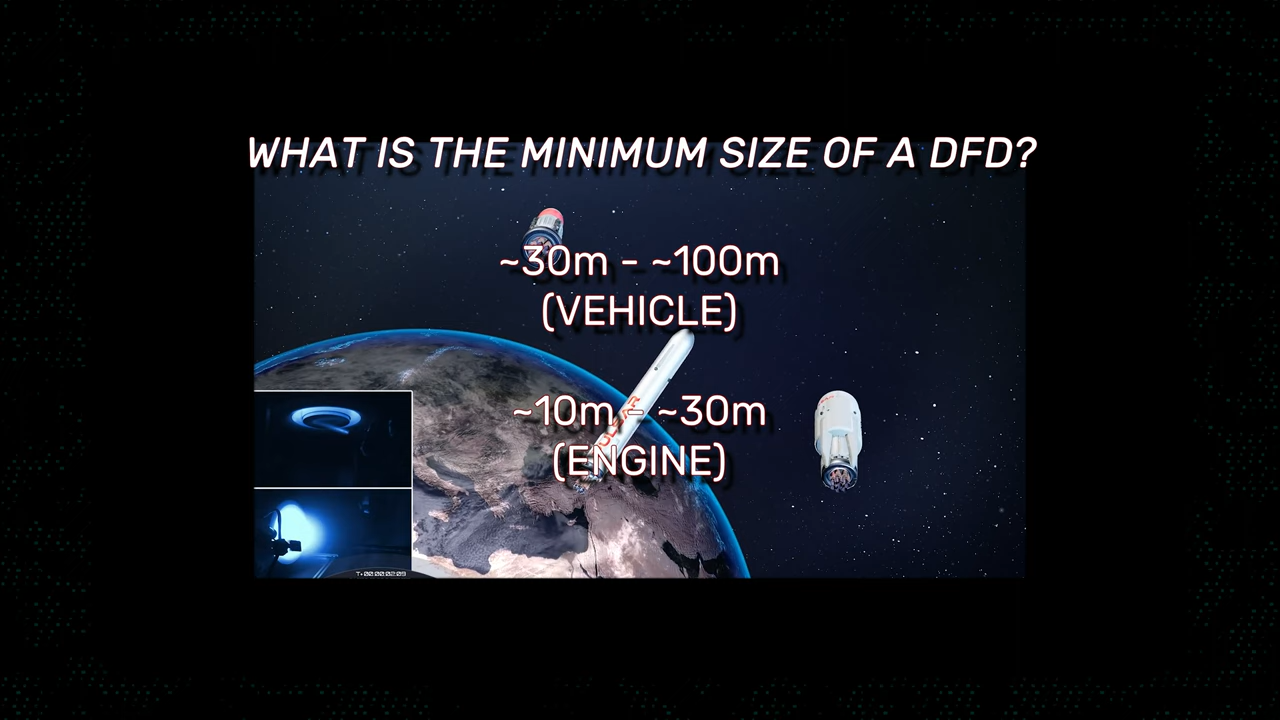 WHAT IS THE MINIMUM SIZE OF A DFD?
~30m - ~100m
(VEHICLE)
~10m - ~30m
(ENGINE)